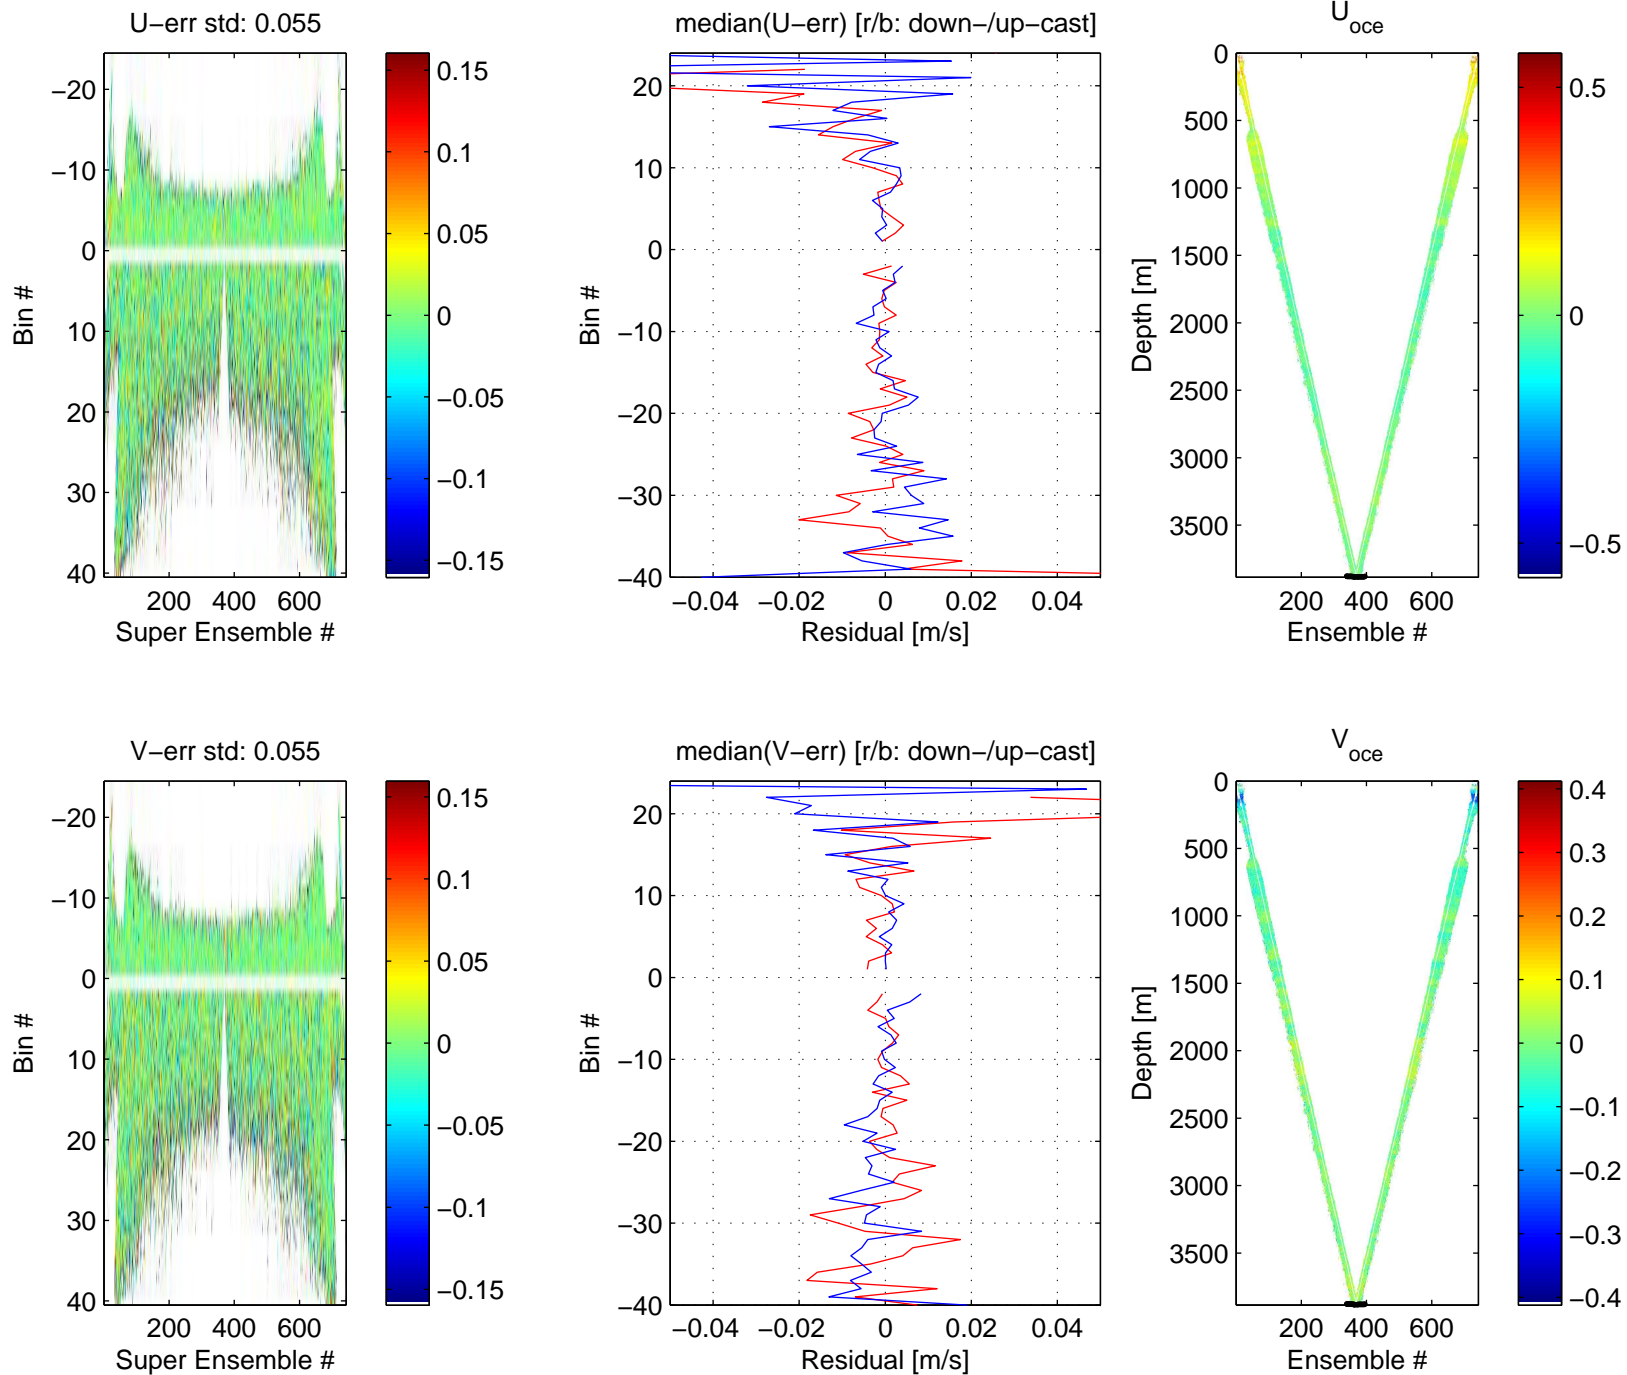 U−err std: 0.055
−20
−10
0
10
20
30
40
Bin #
200 400 600
Super Ensemble #
0.15
0.1
0.05
0
−0.05
−0.1
−0.15
median(U−err) [r/b: down−/up−cast]
20
10
0
−10
−20
−30
−40
Bin #
−0.04 −0.02 0 0.02 0.04
Residual [m/s]
U oce
0
500
1000
1500
2000
2500
3000
3500
Depth [m]
200 400 600
Ensemble #
0.5
0
−0.5
V−err std: 0.055
−20
−10
0
10
20
30
40
Bin #
200 400 600
Super Ensemble #
0.15
0.1
0.05
0
−0.05
−0.1
−0.15
median(V−err) [r/b: down−/up−cast]
20
10
0
−10
−20
−30
−40
Bin #
−0.04 −0.02 0 0.02 0.04
Residual [m/s]
V oce
0
500
1000
1500
2000
2500
3000
3500
Depth [m]
200 400 600
Ensemble #
0.4
0.3
0.2
0.1
0
−0.1
−0.2
−0.3
−0.4